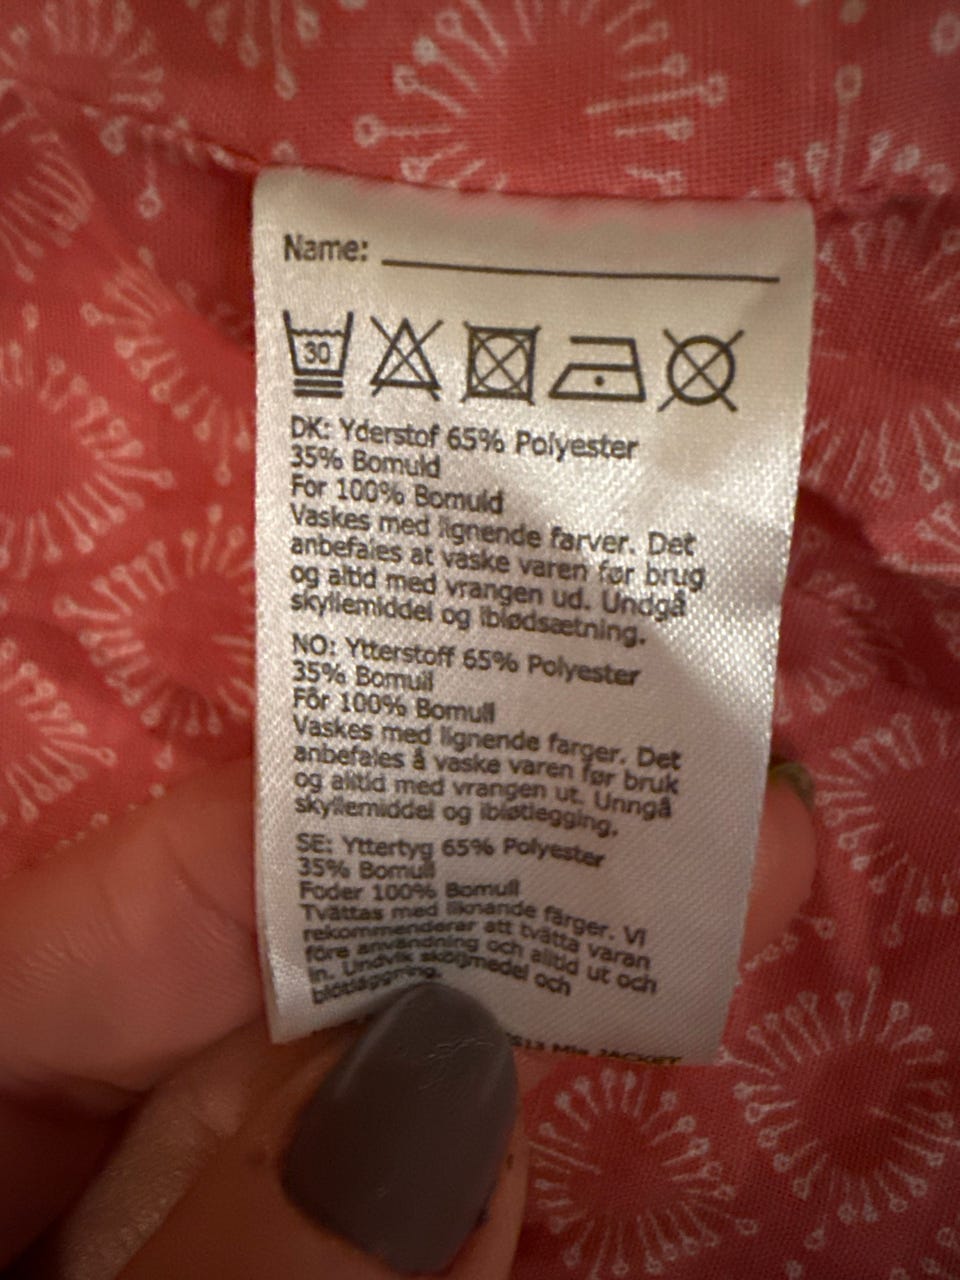 Name:
30
DK: Yderstof 65% Polyester
35% Bomuld
For 100% Bomuld
Vaskes med lignende farver. Det
anbefales at vaske varen før brug
og altid med vrangen ud. Undgå
skyllemiddel og iblødsætning.
NO: Ytterstoff 65% Polyester
35% Bomull
Fôr 100% Bomull
Vaskes med lignende farger. Det
anbefales å vaske varen før bruk
og alltid med vrangen ut. Unngå
skyllemiddel og ibløtlegging.
SE: Yttertyg 65% Polyester
35% Bomull
Foder 100% Bomull
Tvättas med liknande färger. Vi
rekommenderar att tvätta varan
före användning och alltid ut och
in. Undvik sköljmedel och
blötläggning.
JACKET